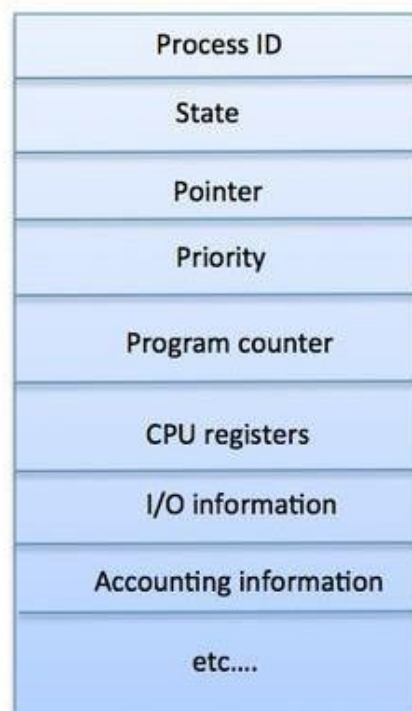 Process ID
State
Pointer
Priority
Program counter
CPU registers
I/O information
Accounting information
etc....